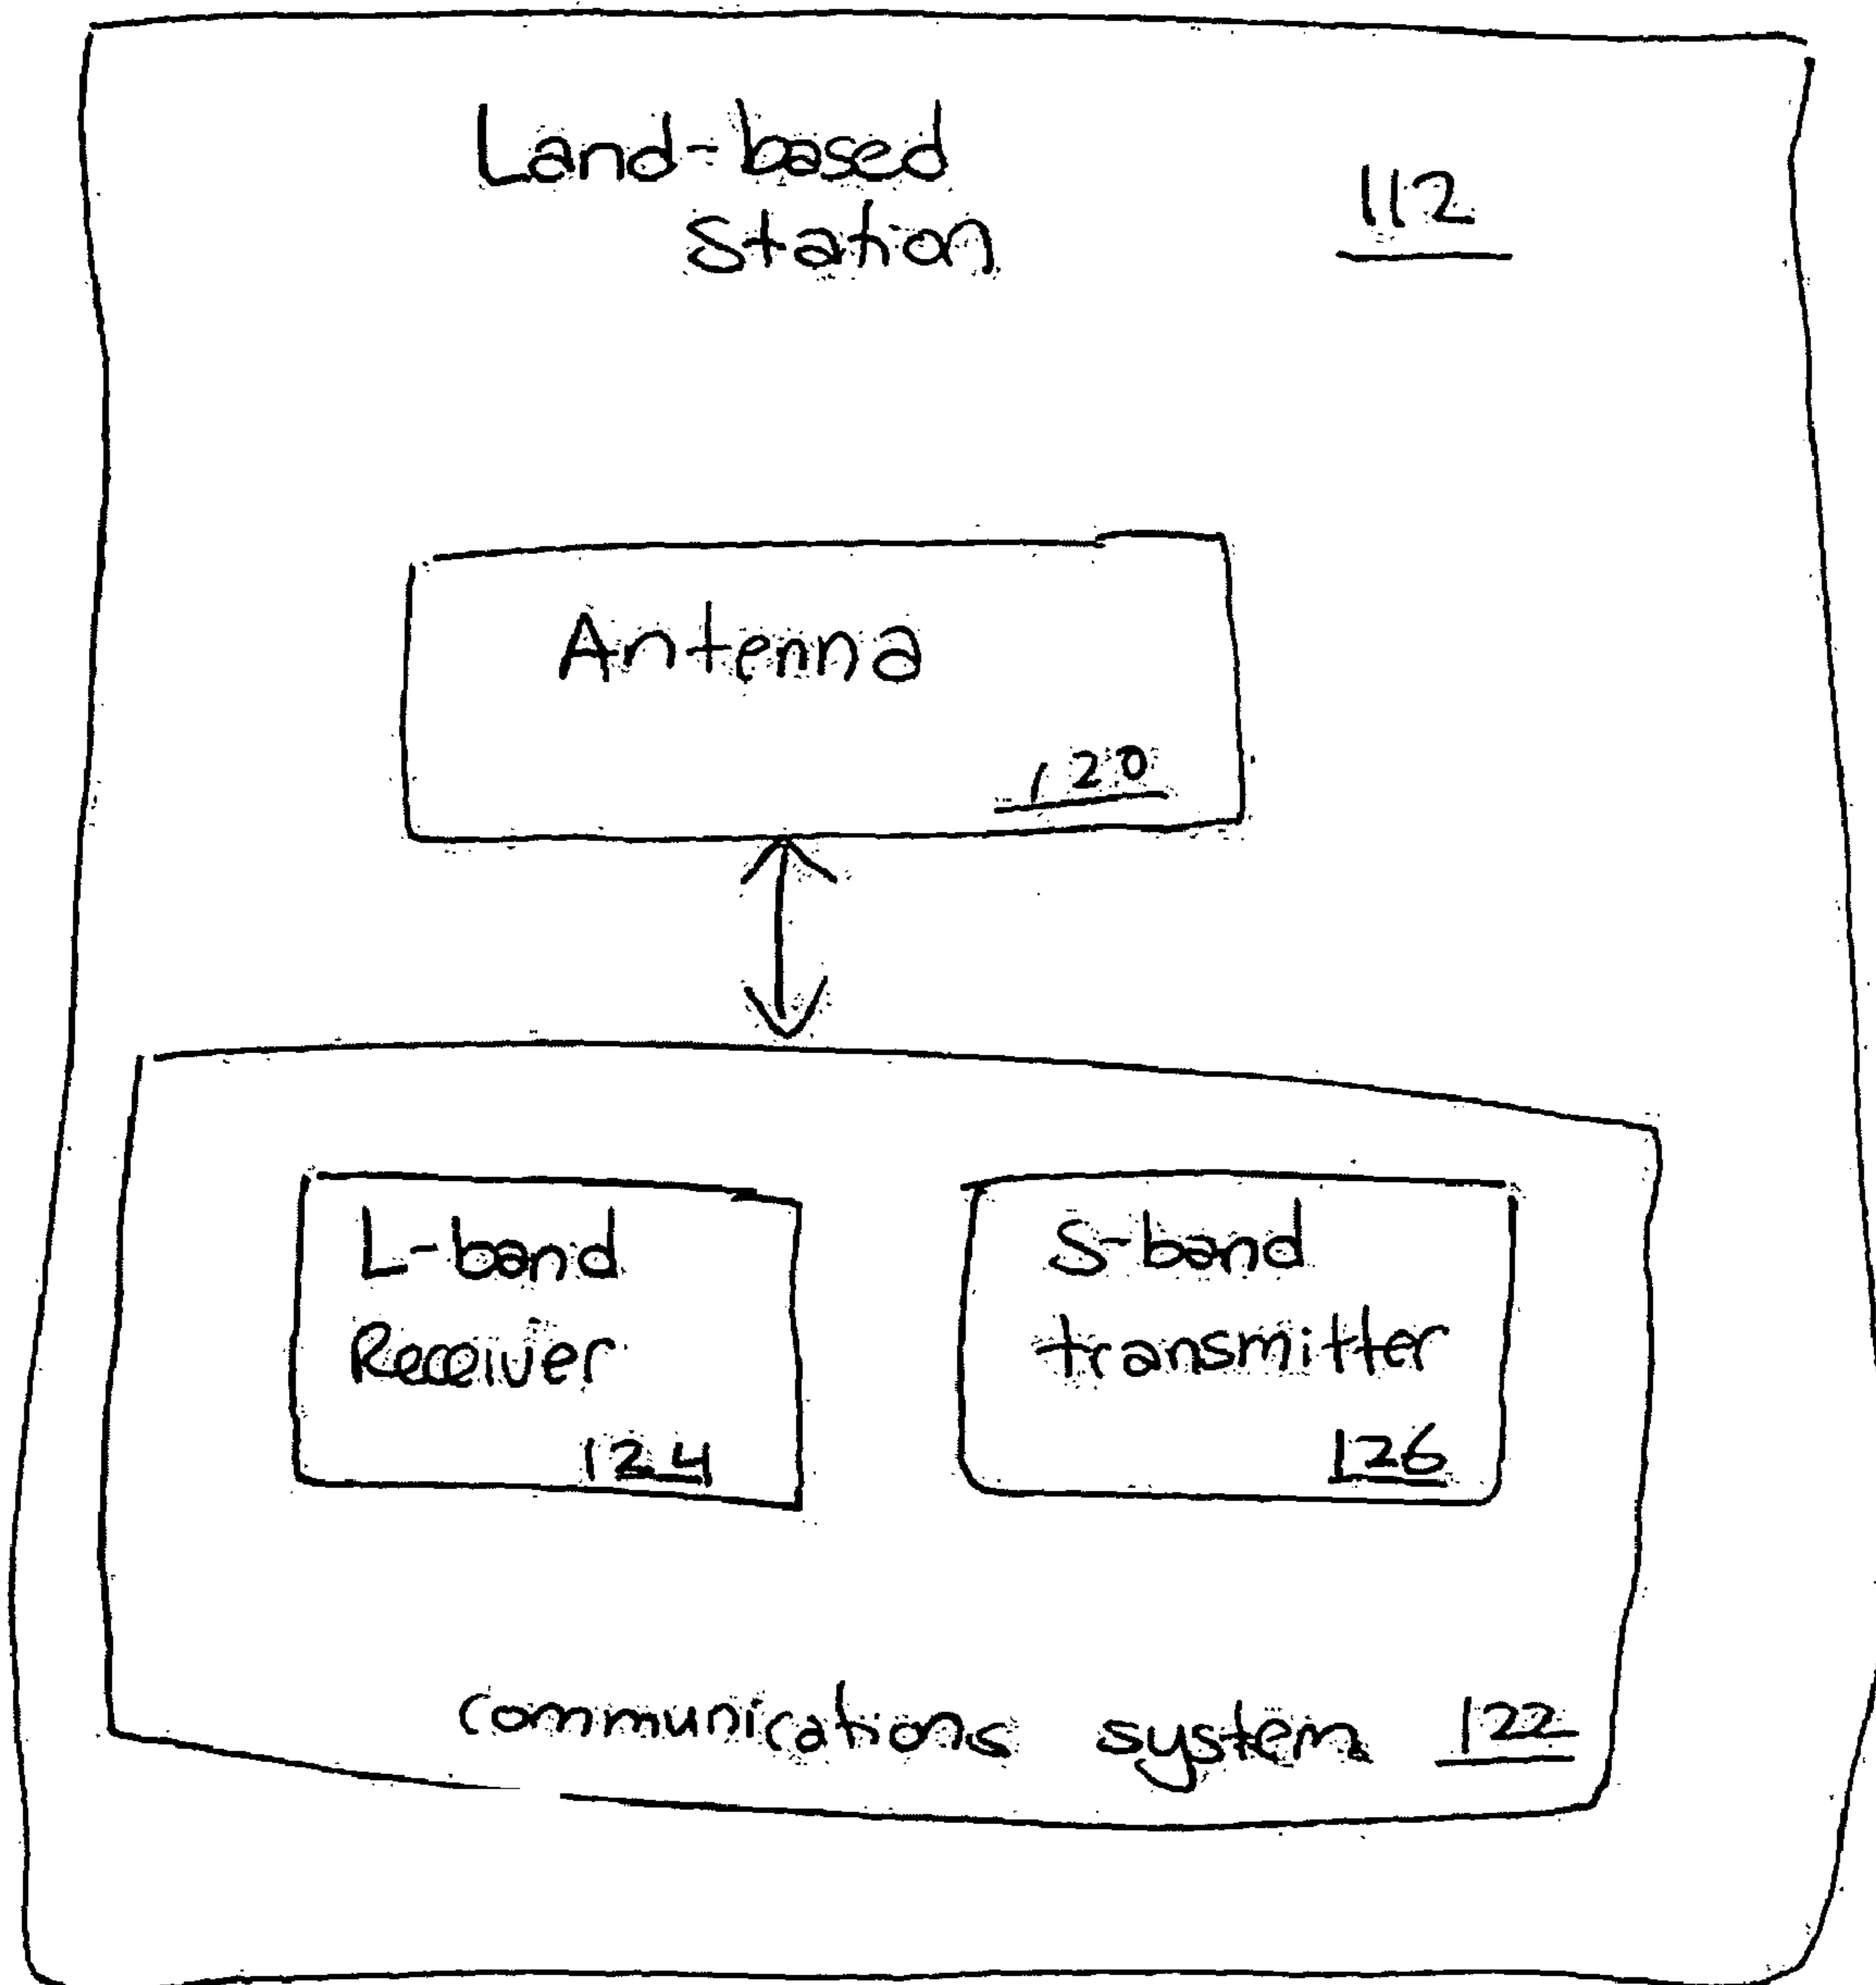 Land-based
Station
112
Antenna
120
L-band
Receiver
124
S-band
transmitter
126
communications system 122